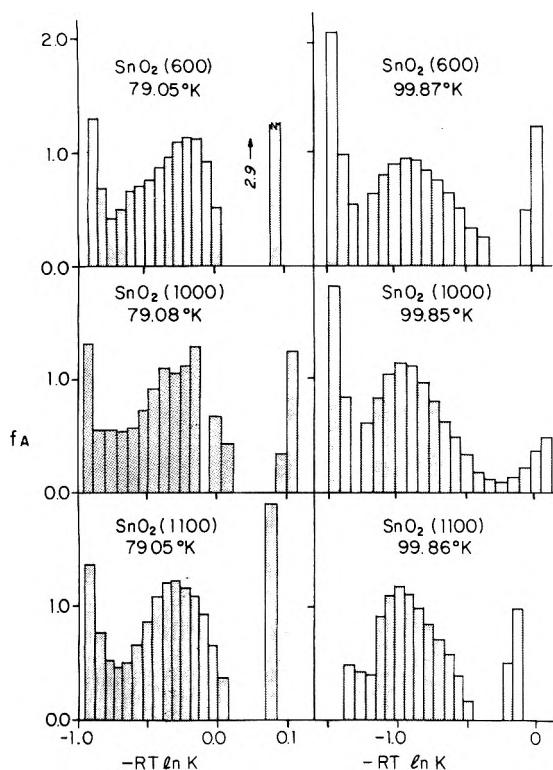 2.0
SnO2 (600)
79.05°K
SnO2 (600)
99.87°K
1.0
2.9 →
0.0
SnO2 (1000)
79.08°K
SnO2 (1000)
99.85°K
fA
1.0
0.0
SnO2 (1100)
79.05°K
SnO2 (1100)
99.86°K
1.0
0.0
-1.0 0.0 0.1 -1.0 0
-RT ln K -RT ln K